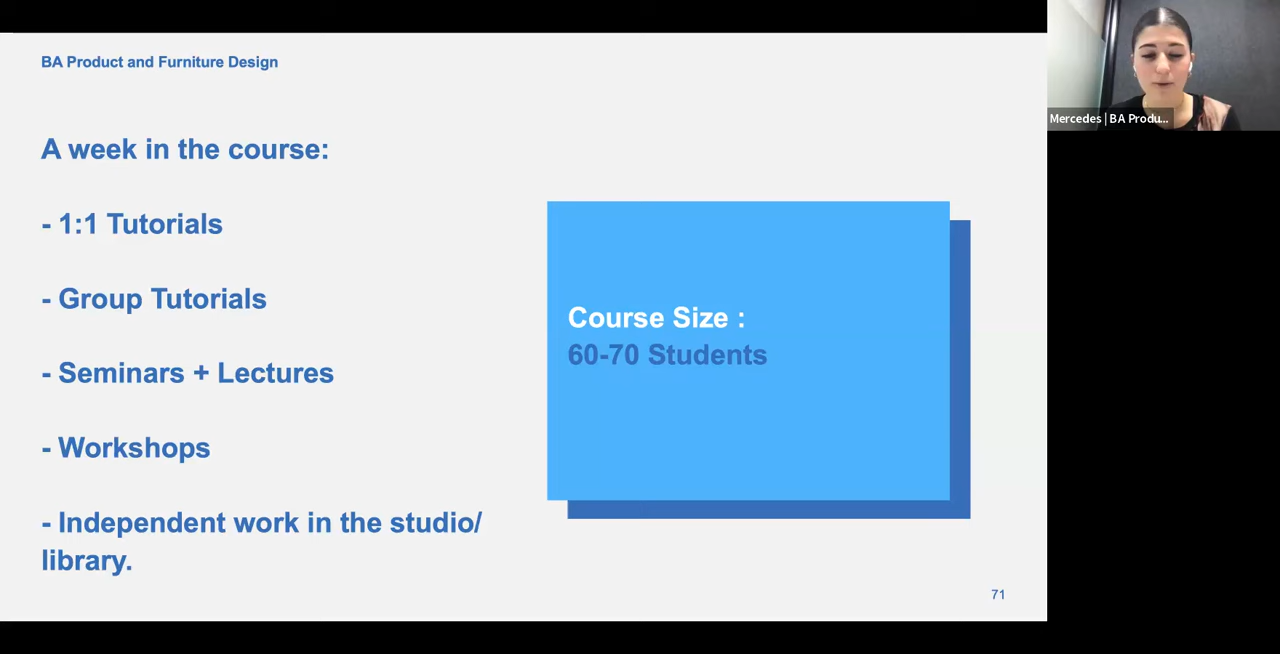 BA Product and Furniture Design
A week in the course:
- 1:1 Tutorials
- Group Tutorials
- Seminars + Lectures
- Workshops
- Independent work in the studio/
library.
Course Size :
60-70 Students
71
Mercedes | BA Produ...